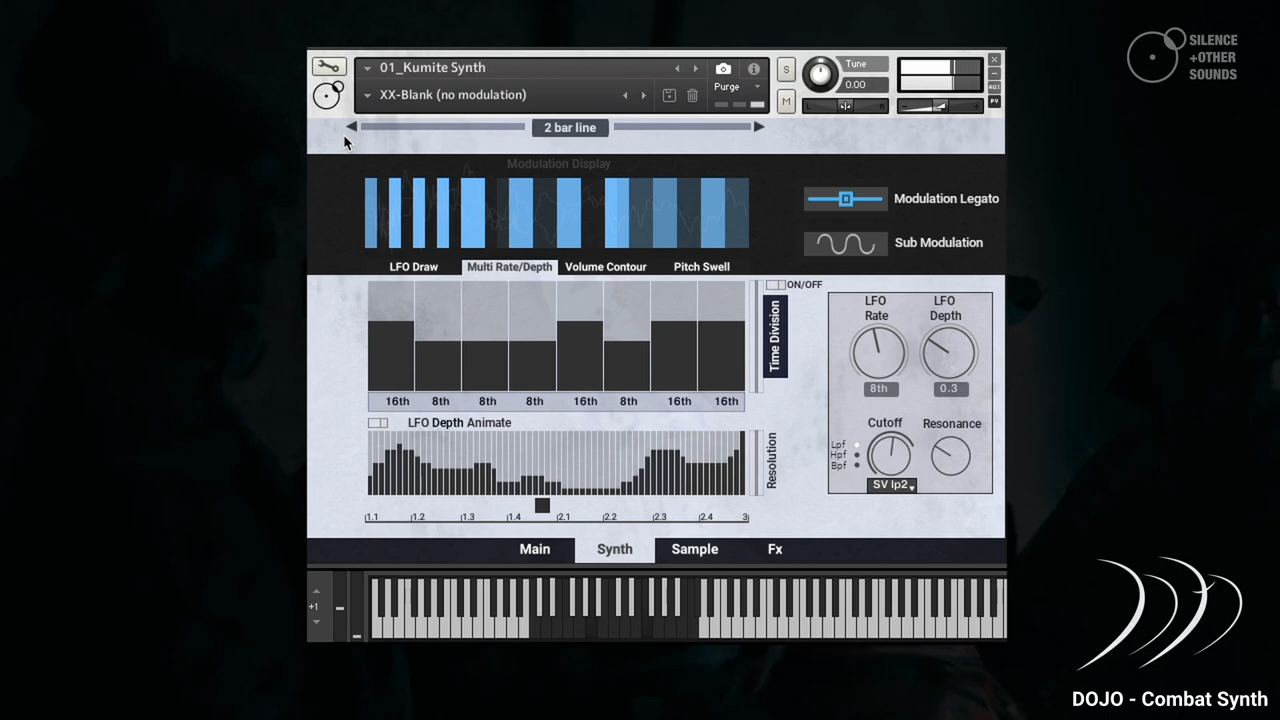 SILENCE
+OTHER
SOUNDS
01_Kumite Synth
Purge
S
Tune
0.00
XX-Blank (no modulation)
M
L
R
AUX
PV
2 bar line
Modulation Display
Modulation Legato
Sub Modulation
LFO Draw
Multi Rate/Depth
Volume Contour
Pitch Swell
ON/OFF
Time Division
LFO
Rate
LFO
Depth
8th
0.3
16th 8th 8th 8th 16th 8th 16th 16th
LFO Depth Animate
Resolution
Cutoff
Resonance
Lpf
Hpf
Bpf
SV lp2
1.1 1.2 1.3 1.4 2.1 2.2 2.3 2.4 3
Main
Synth
Sample
Fx
+1
DOJO - Combat Synth